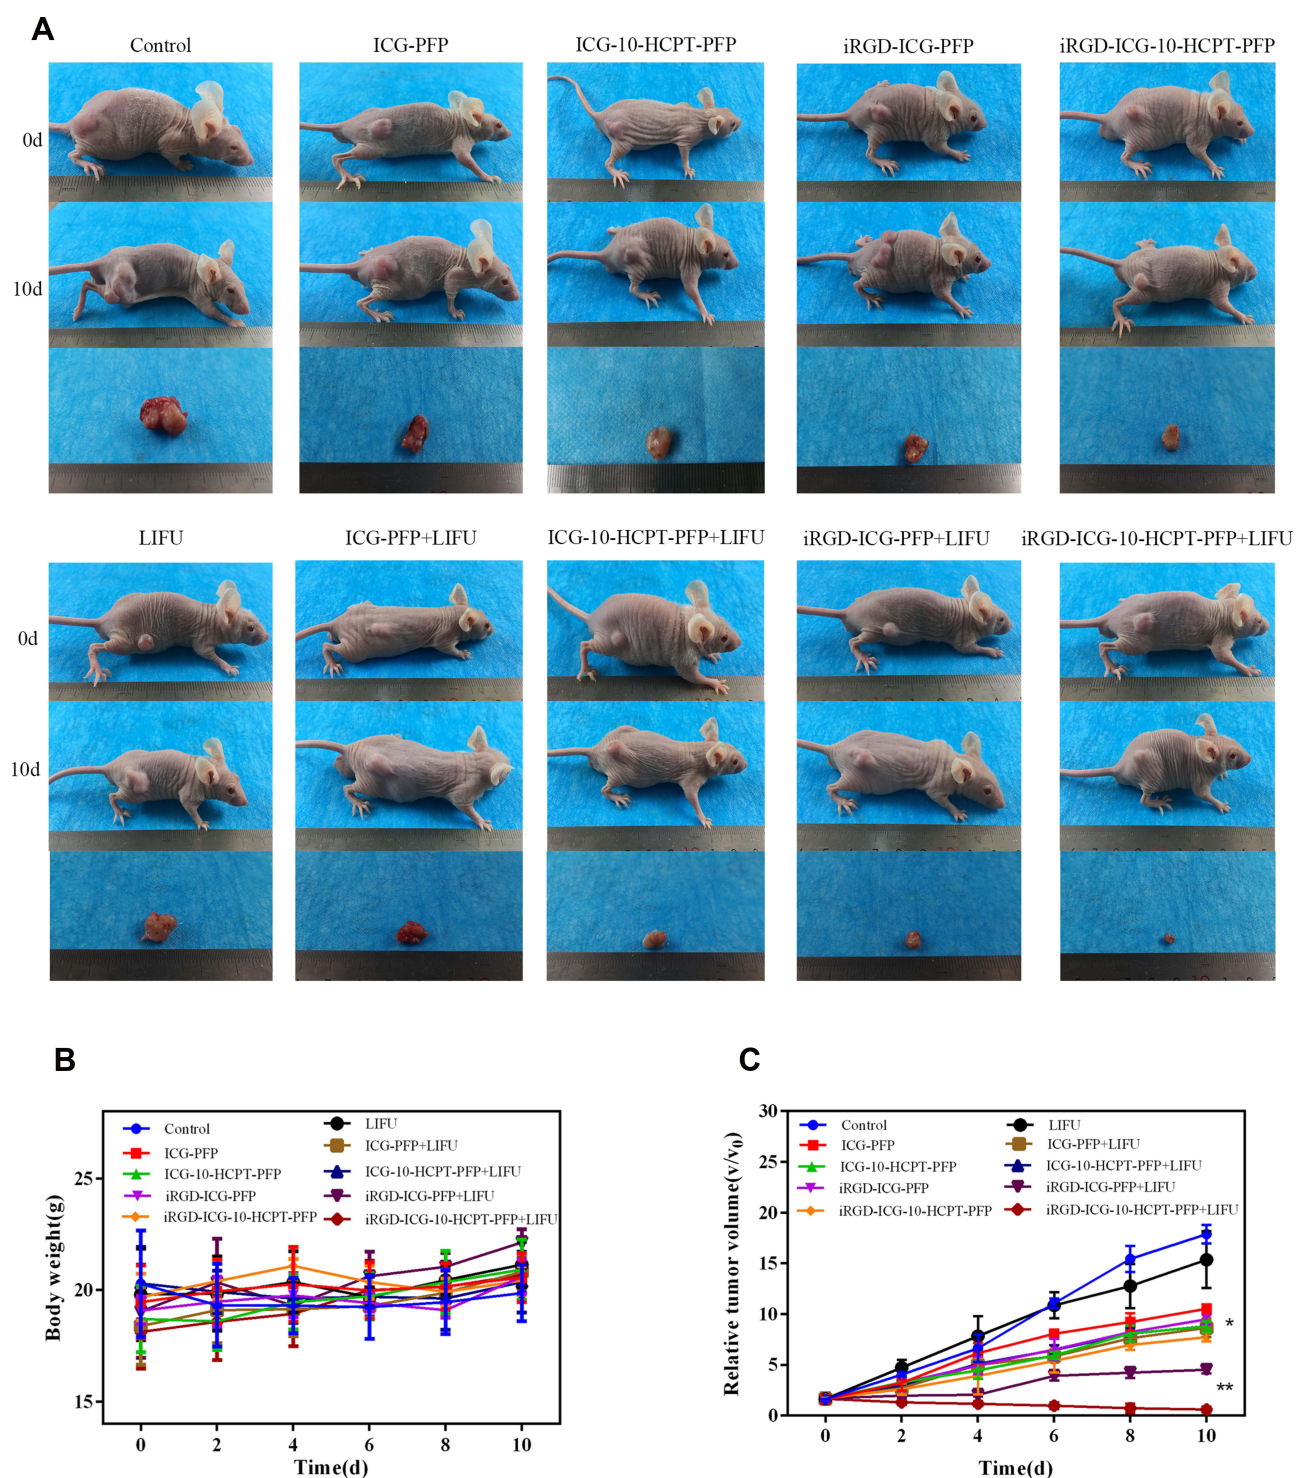 A
Control
ICG-PFP
ICG-10-HCPT-PFP
iRGD-ICG-PFP
iRGD-ICG-10-HCPT-PFP
0d
10d
LIFU
ICG-PFP+LIFU
ICG-10-HCPT-PFP+LIFU
iRGD-ICG-PFP+LIFU
iRGD-ICG-10-HCPT-PFP+LIFU
0d
10d
B
Control
ICG-PFP
ICG-10-HCPT-PFP
iRGD-ICG-PFP
iRGD-ICG-10-HCPT-PFP
LIFU
ICG-PFP+LIFU
ICG-10-HCPT-PFP+LIFU
iRGD-ICG-PFP+LIFU
iRGD-ICG-10-HCPT-PFP+LIFU
Body weight(g)
25
20
15
0 2 4 6 8 10
Time(d)
C
Control
ICG-PFP
ICG-10-HCPT-PFP
iRGD-ICG-PFP
iRGD-ICG-10-HCPT-PFP
LIFU
ICG-PFP+LIFU
ICG-10-HCPT-PFP+LIFU
iRGD-ICG-PFP+LIFU
iRGD-ICG-10-HCPT-PFP+LIFU
Relative tumor volume(v/v0)
30
25
20
15
10
5
0
*
**
0 2 4 6 8 10
Time(d)